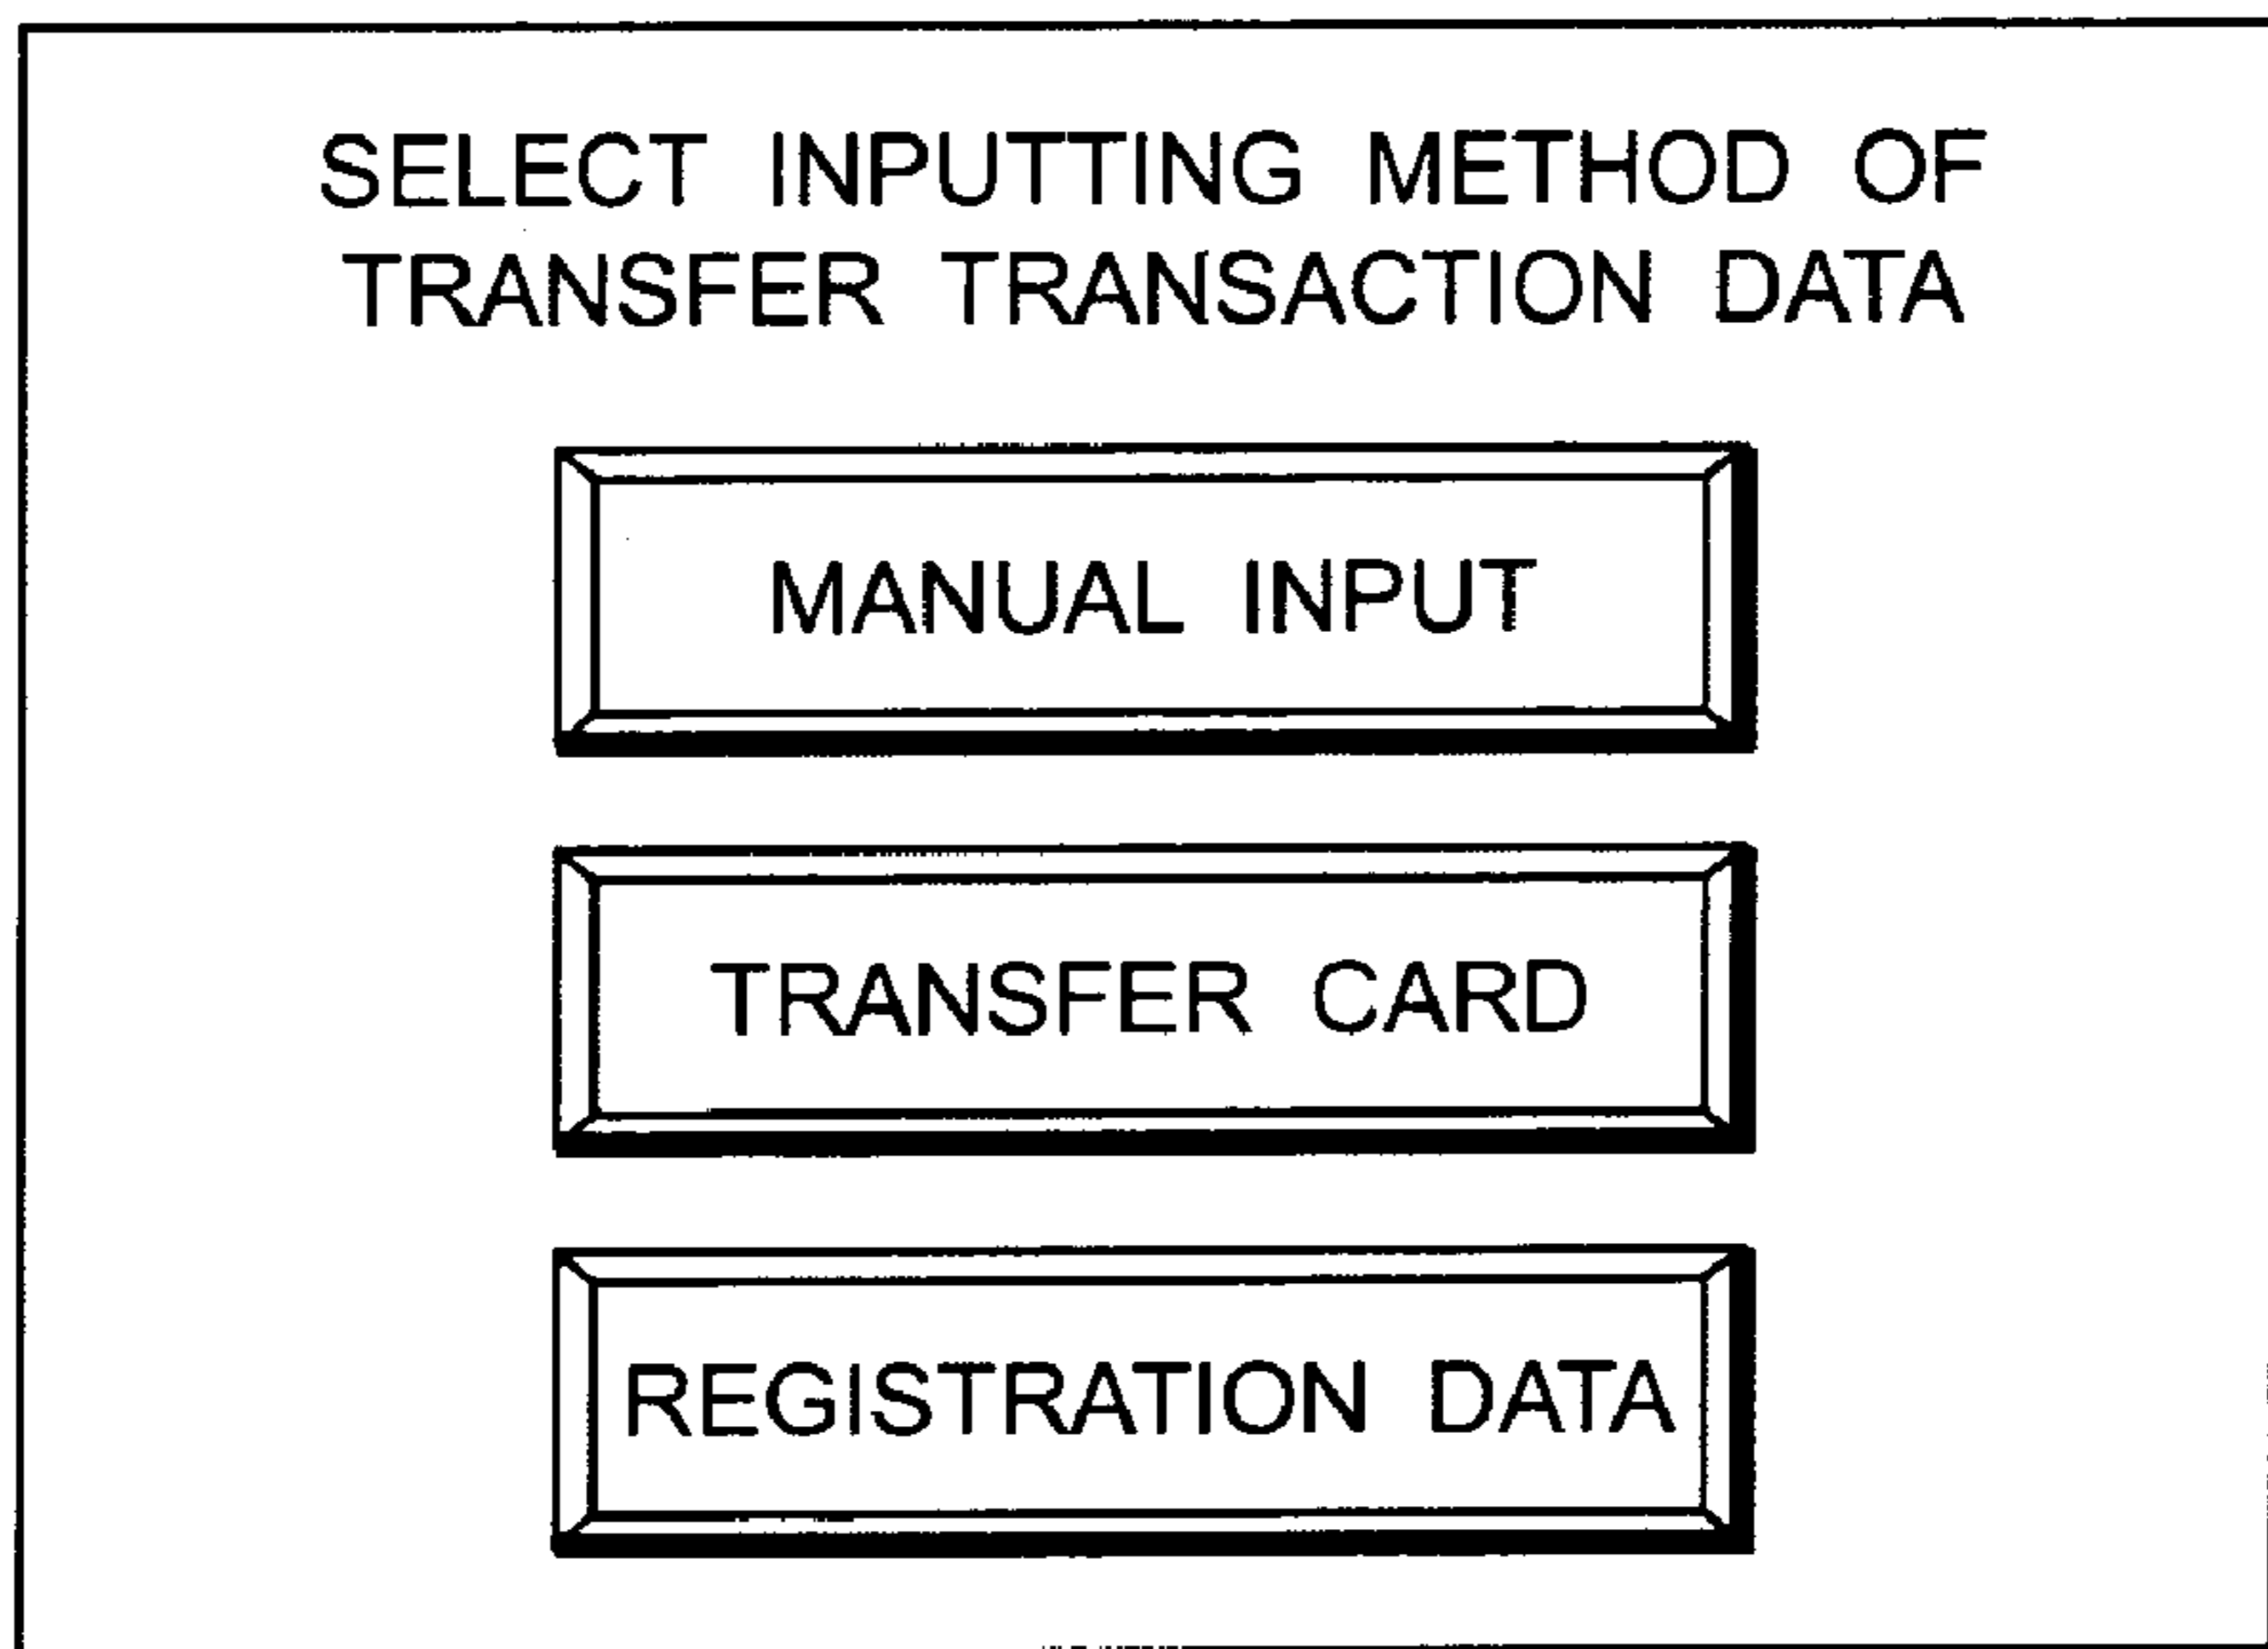 SELECT INPUTTING METHOD OF
TRANSFER TRANSACTION DATA
MANUAL INPUT
TRANSFER CARD
REGISTRATION DATA